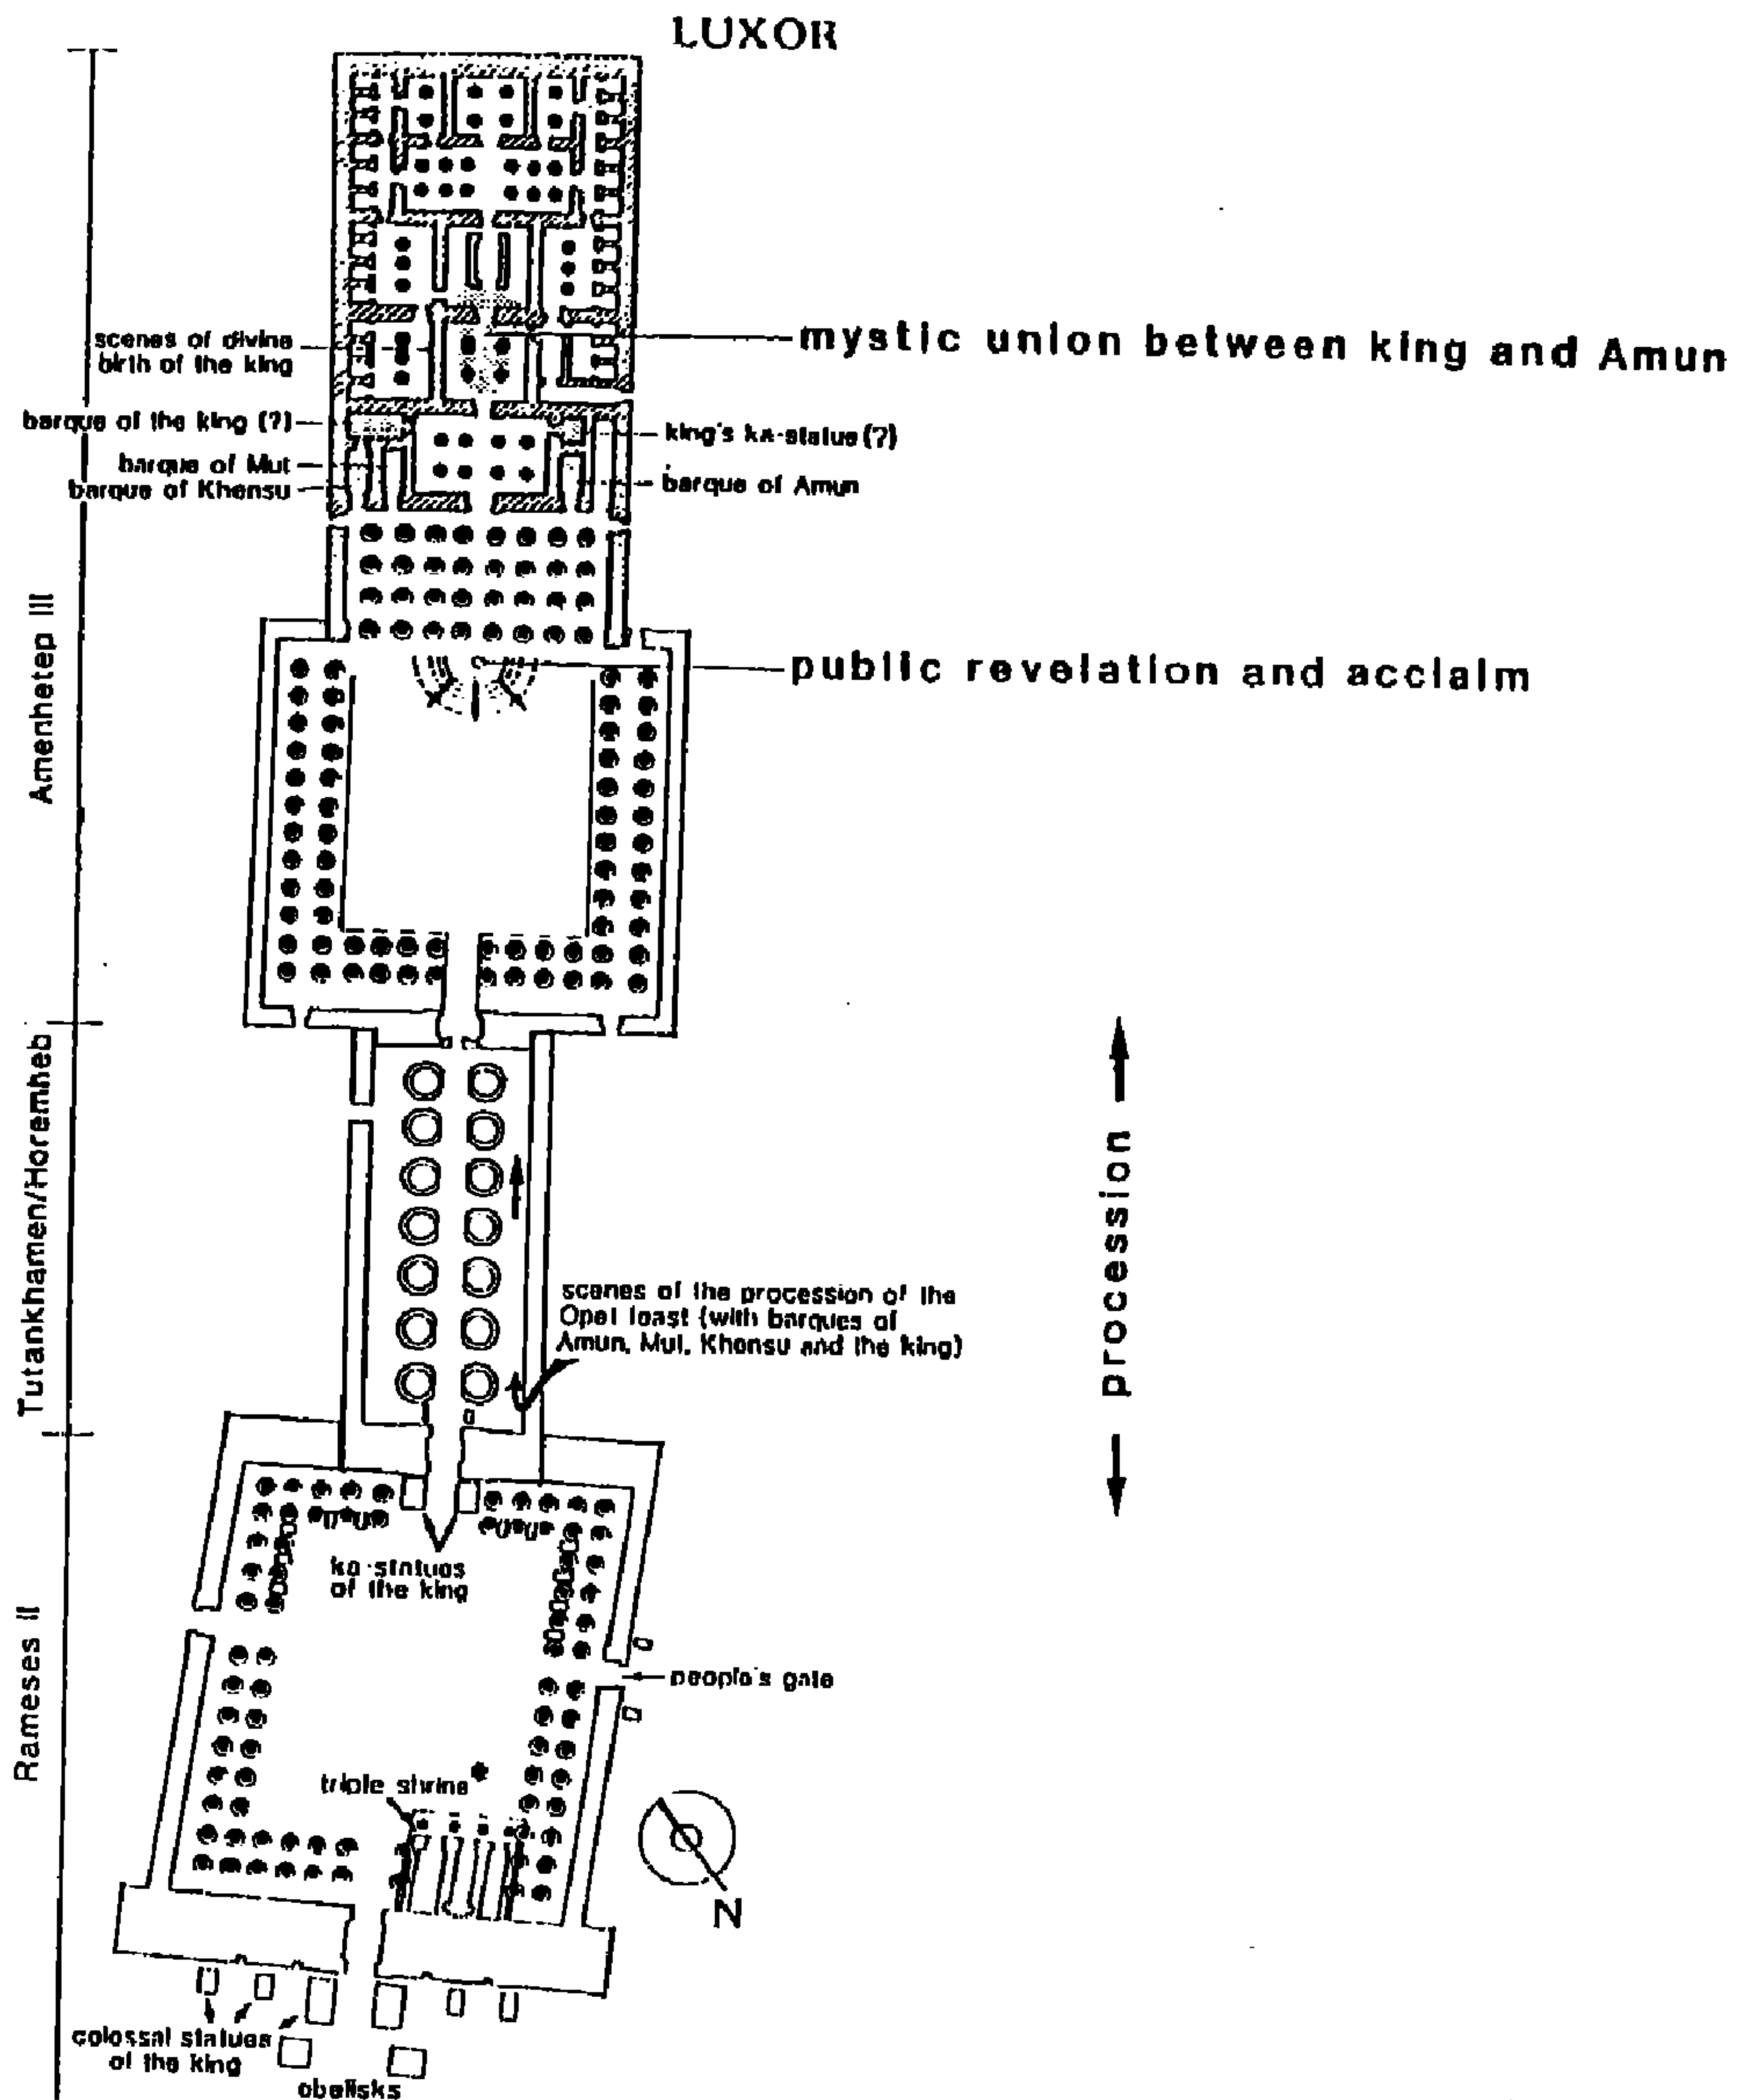 LUXOR
scenes of divine
birth of the king
mystic union between king and Amun
barque of the king (?)
king's ka-statue (?)
barque of Mut
barque of Khensu
barque of Amun
public revelation and acclaim
Amenhetep III
Tutankhamen/Horemheb
procession
scenes of the procession of the
Opet feast (with barques of
Amun, Mut, Khonsu and the king)
ka-statues
of the king
Rameses II
people's gate
triple shrine
N
colossal statues
of the king
obelisks